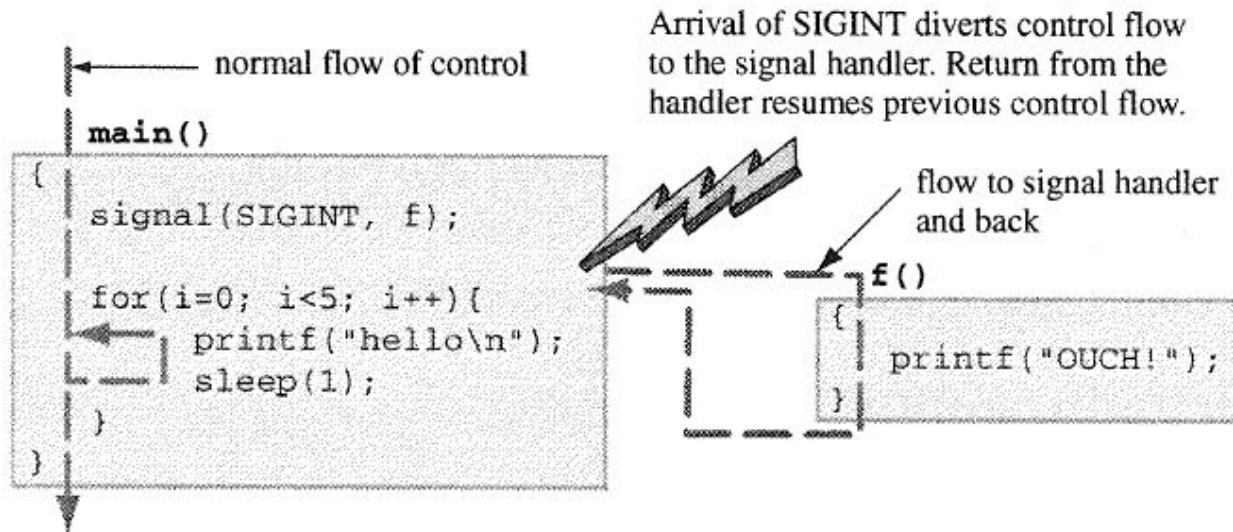 Arrival of SIGINT diverts control flow
to the signal handler. Return from the
handler resumes previous control flow.
normal flow of control
main()
{
signal(SIGINT, f);
for(i=0; i<5; i++){
printf("hello\n");
sleep(1);
}
}
flow to signal handler
and back
f()
{
printf("OUCH!");
}